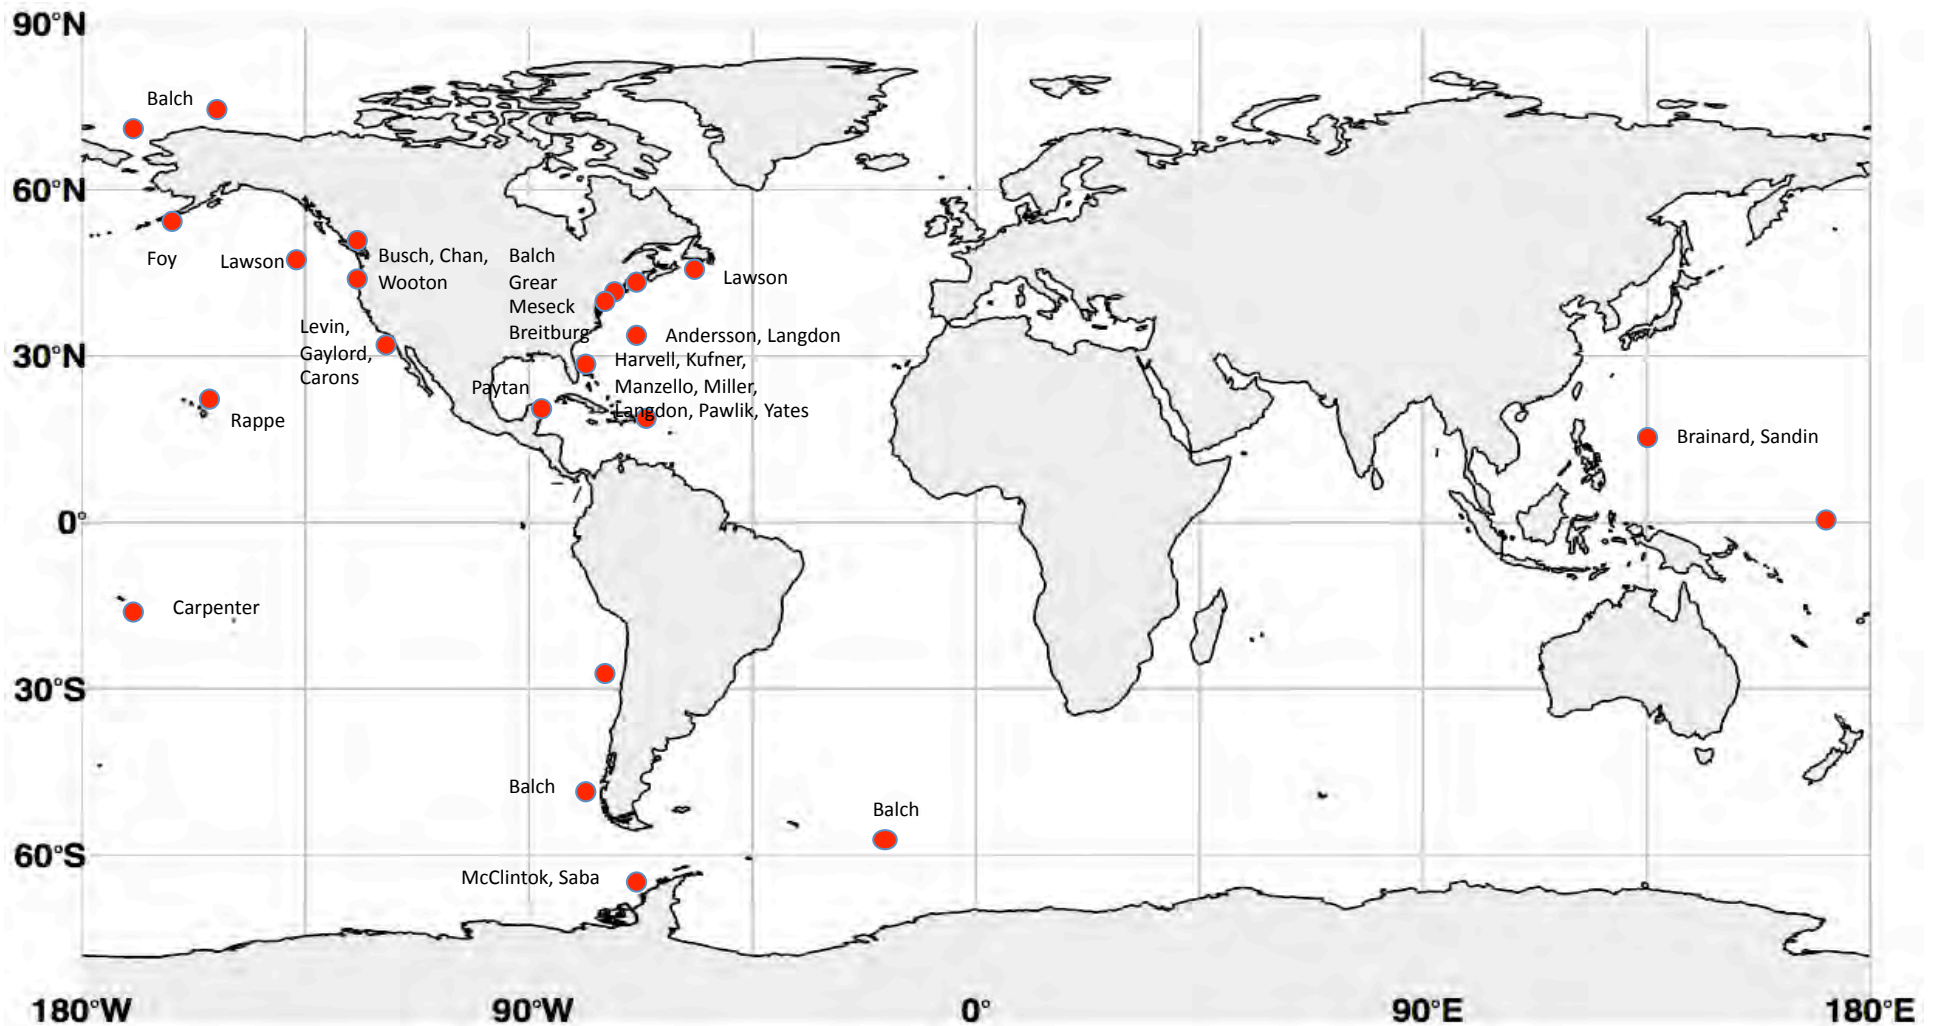 90°N
Balch
60°N
Foy
Lawson
Busch, Chan,
Wooton
Balch
Grear
Meseck
Breitburg
Lawson
Levin,
Gaylord,
Carons
Andersson, Langdon
30°N
Harvell, Kufner,
Manzello, Miller,
Langdon, Pawlik, Yates
Paytan
Rappe
Brainard, Sandin
0°
Carpenter
30°S
Balch
Balch
60°S
McClintok, Saba
180°W
90°W
0°
90°E
180°E